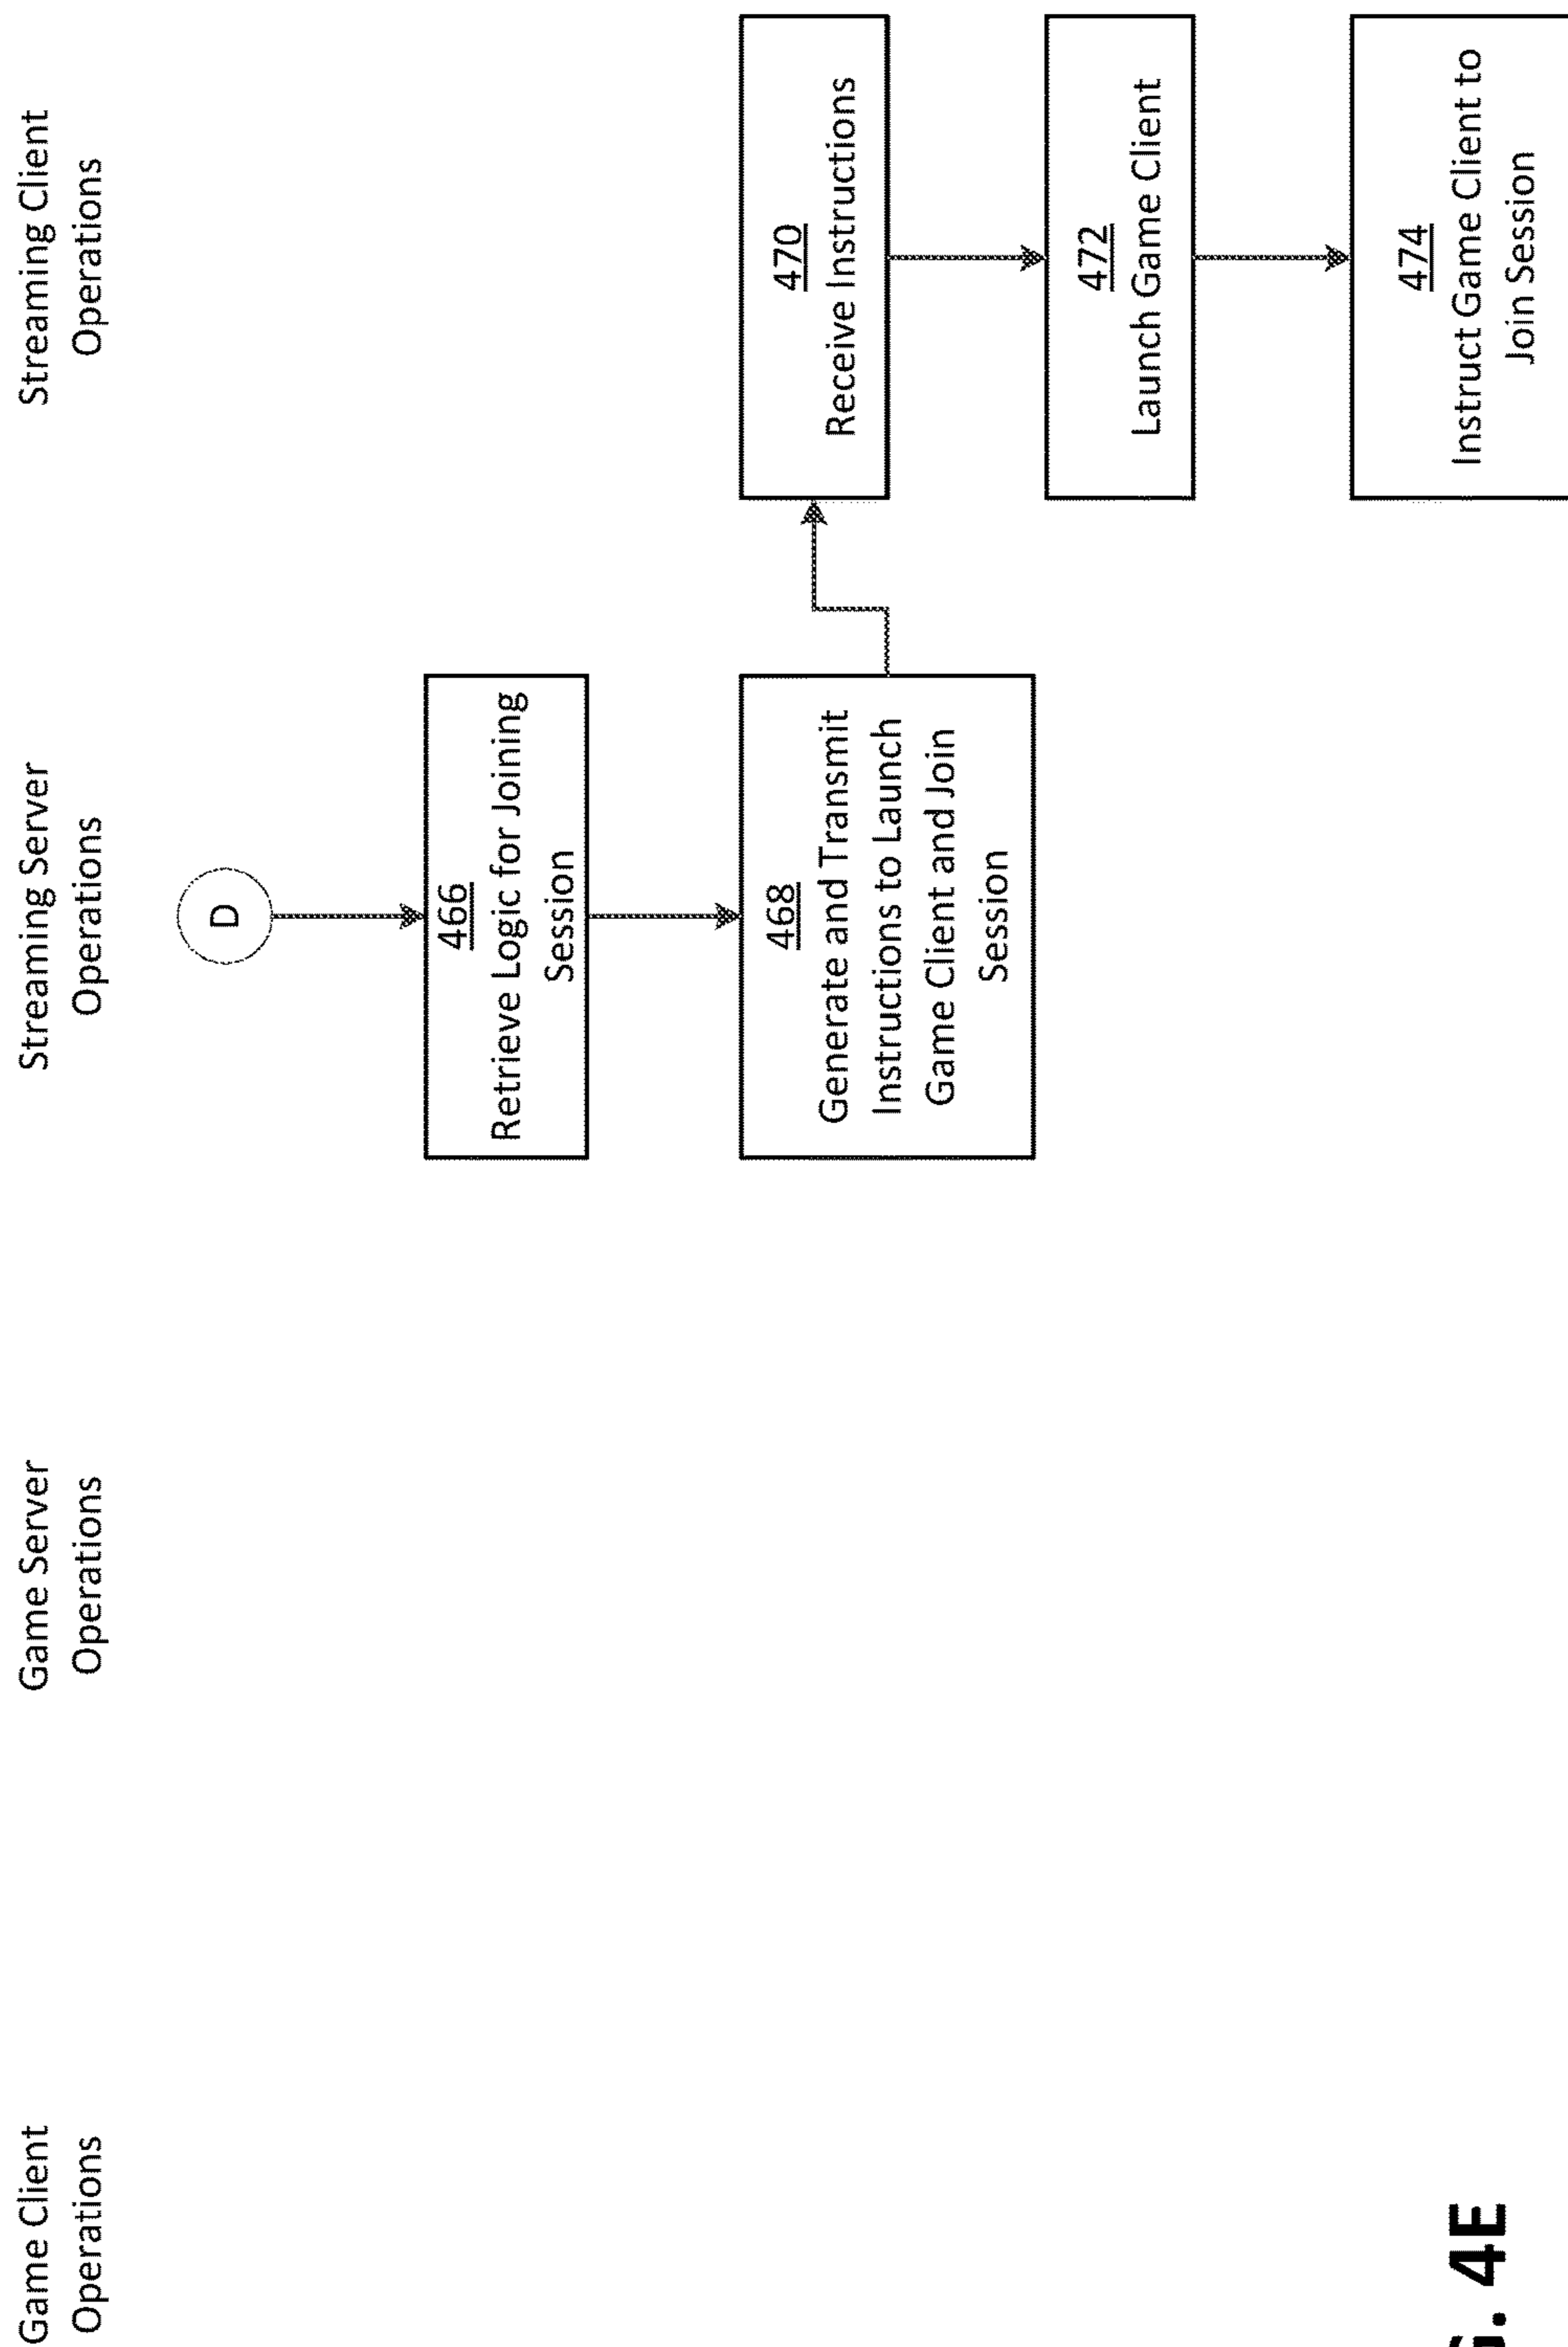 Game Client
Operations
Game Server
Operations
Streaming Server
Operations
Streaming Client
Operations
D
466
Retrieve Logic for Joining
Session
468
Generate and Transmit
Instructions to Launch
Game Client and Join
Session
470
Receive Instructions
472
Launch Game Client
474
Instruct Game Client to
Join Session
4E